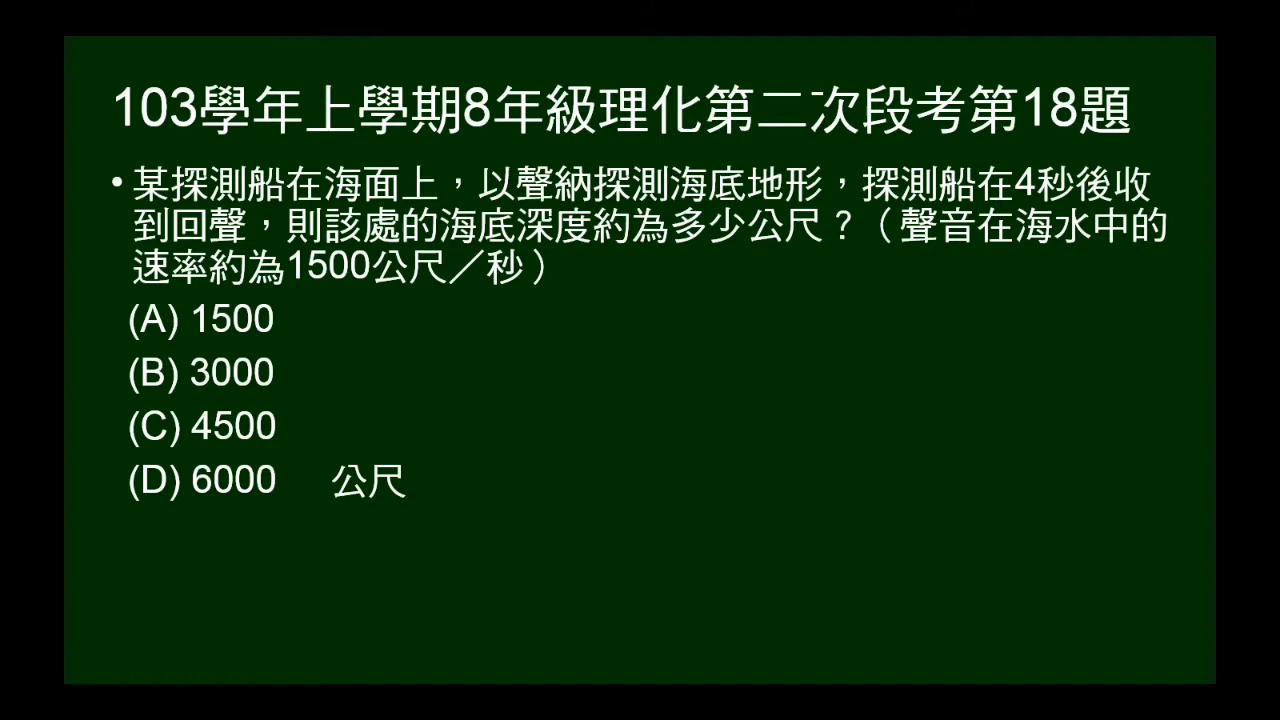 103學年上學期8年級理化第二次段考第18題
• 某探測船在海面上，以聲納探測海底地形，探測船在4秒後收
到回聲，則該處的海底深度約為多少公尺？（聲音在海水中的
速率約為1500公尺／秒）
(A) 1500
(B) 3000
(C) 4500
(D) 6000 公尺